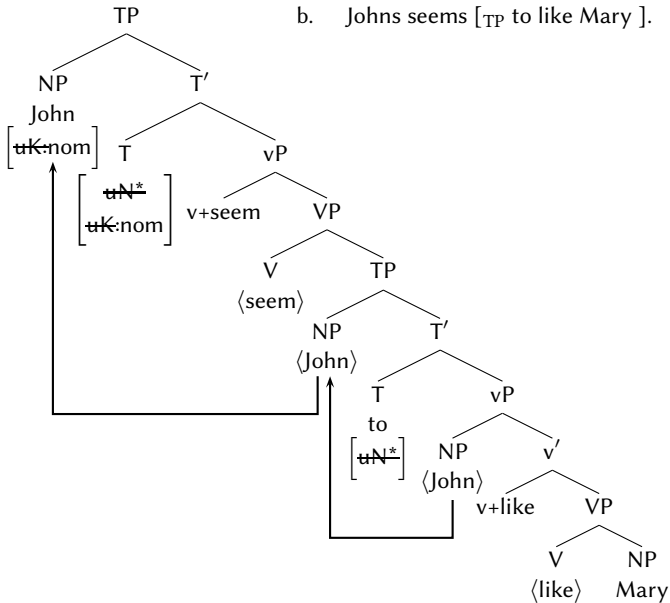 TP
b. Johns seems [TP to like Mary ].
NP T′
John
[uK:nom] T vP
[uN*
uK:nom] v+seem VP
V TP
⟨seem⟩
NP T′
⟨John⟩
T vP
to
[uN*] NP v′
⟨John⟩
v+like VP
V NP
⟨like⟩ Mary